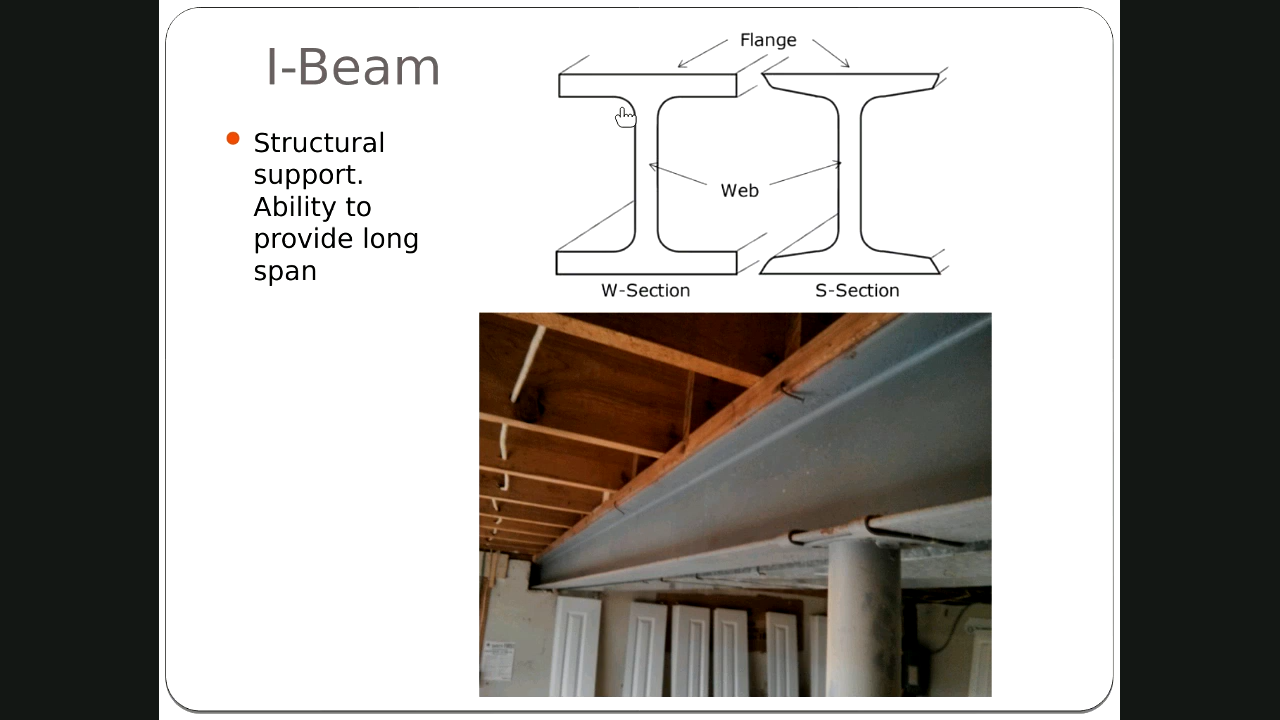 I-Beam
Structural
support.
Ability to
provide long
span
Flange
Web
W-Section
S-Section